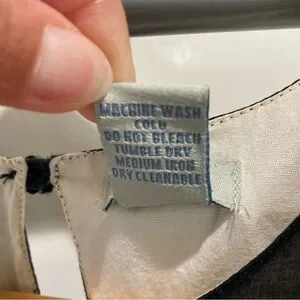 MACHINE WASH
COLD
DO NOT BLEACH
TUMBLE DRY
MEDIUM IRON
DRY CLEANABLE